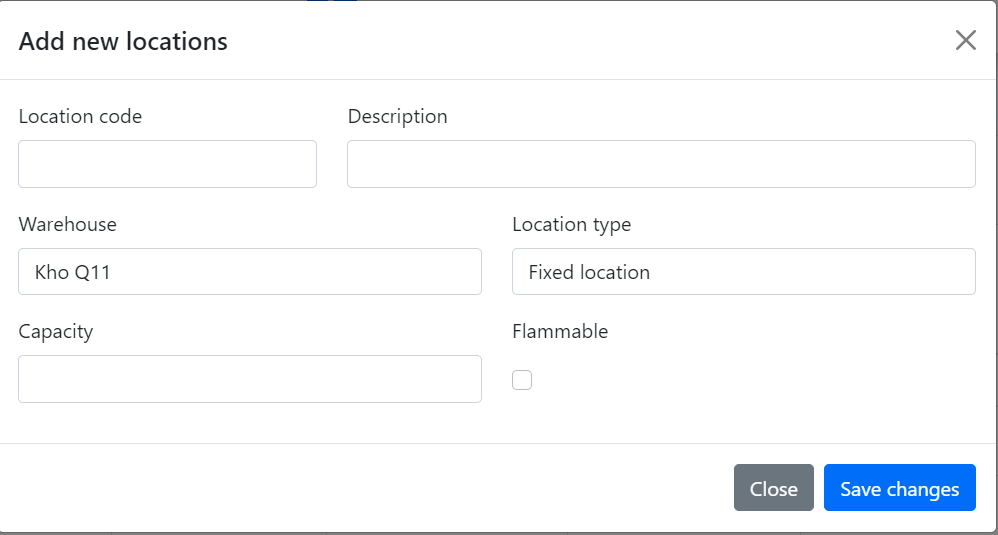 Add new locations
Location code
Description
Warehouse
Location type
Kho Q11
Fixed location
Capacity
Flammable
Close
Save changes